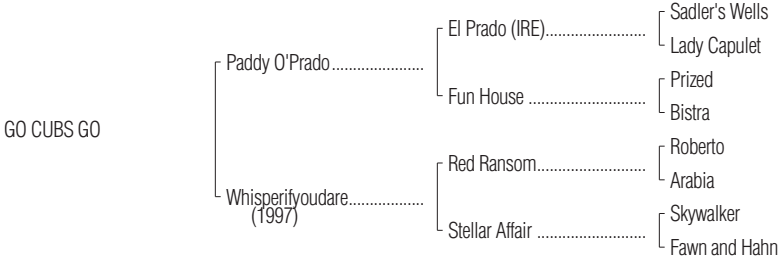 Sadler's Wells
El Prado (IRE)........................
Lady Capulet
Paddy O'Prado......................
Prized
Fun House ............................
Bistra
GO CUBS GO
Roberto
Red Ransom..........................
Arabia
Whisperifyoudare..................
(1997)
Skywalker
Stellar Affair ..........................
Fawn and Hahn